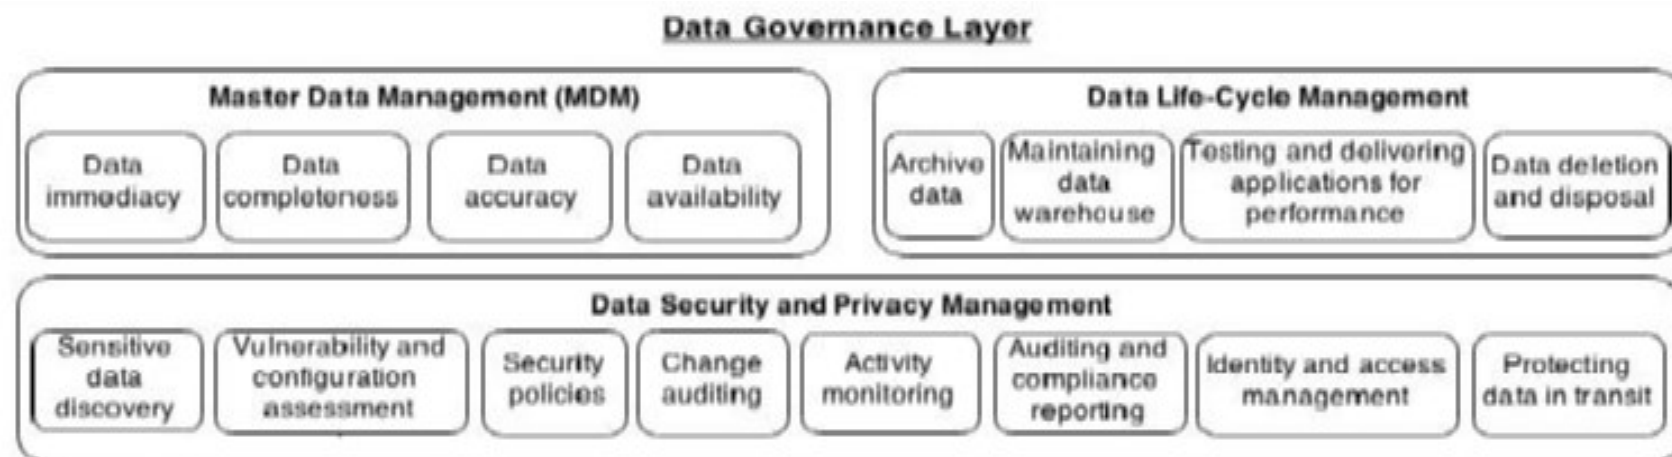 Data Governance Layer
Master Data Management (MDM)
Data
immediacy
Data
completeness
Data
accuracy
Data
availability
Data Life-Cycle Management
Archive
data
Maintaining
data
warehouse
Testing and delivering
applications for
performance
Data deletion
and disposal
Data Security and Privacy Management
Sensitive
data
discovery
Vulnerability and
configuration
assessment
Security
policies
Change
auditing
Activity
monitoring
Auditing and
compliance
reporting
Identity and access
management
Protecting
data in transit